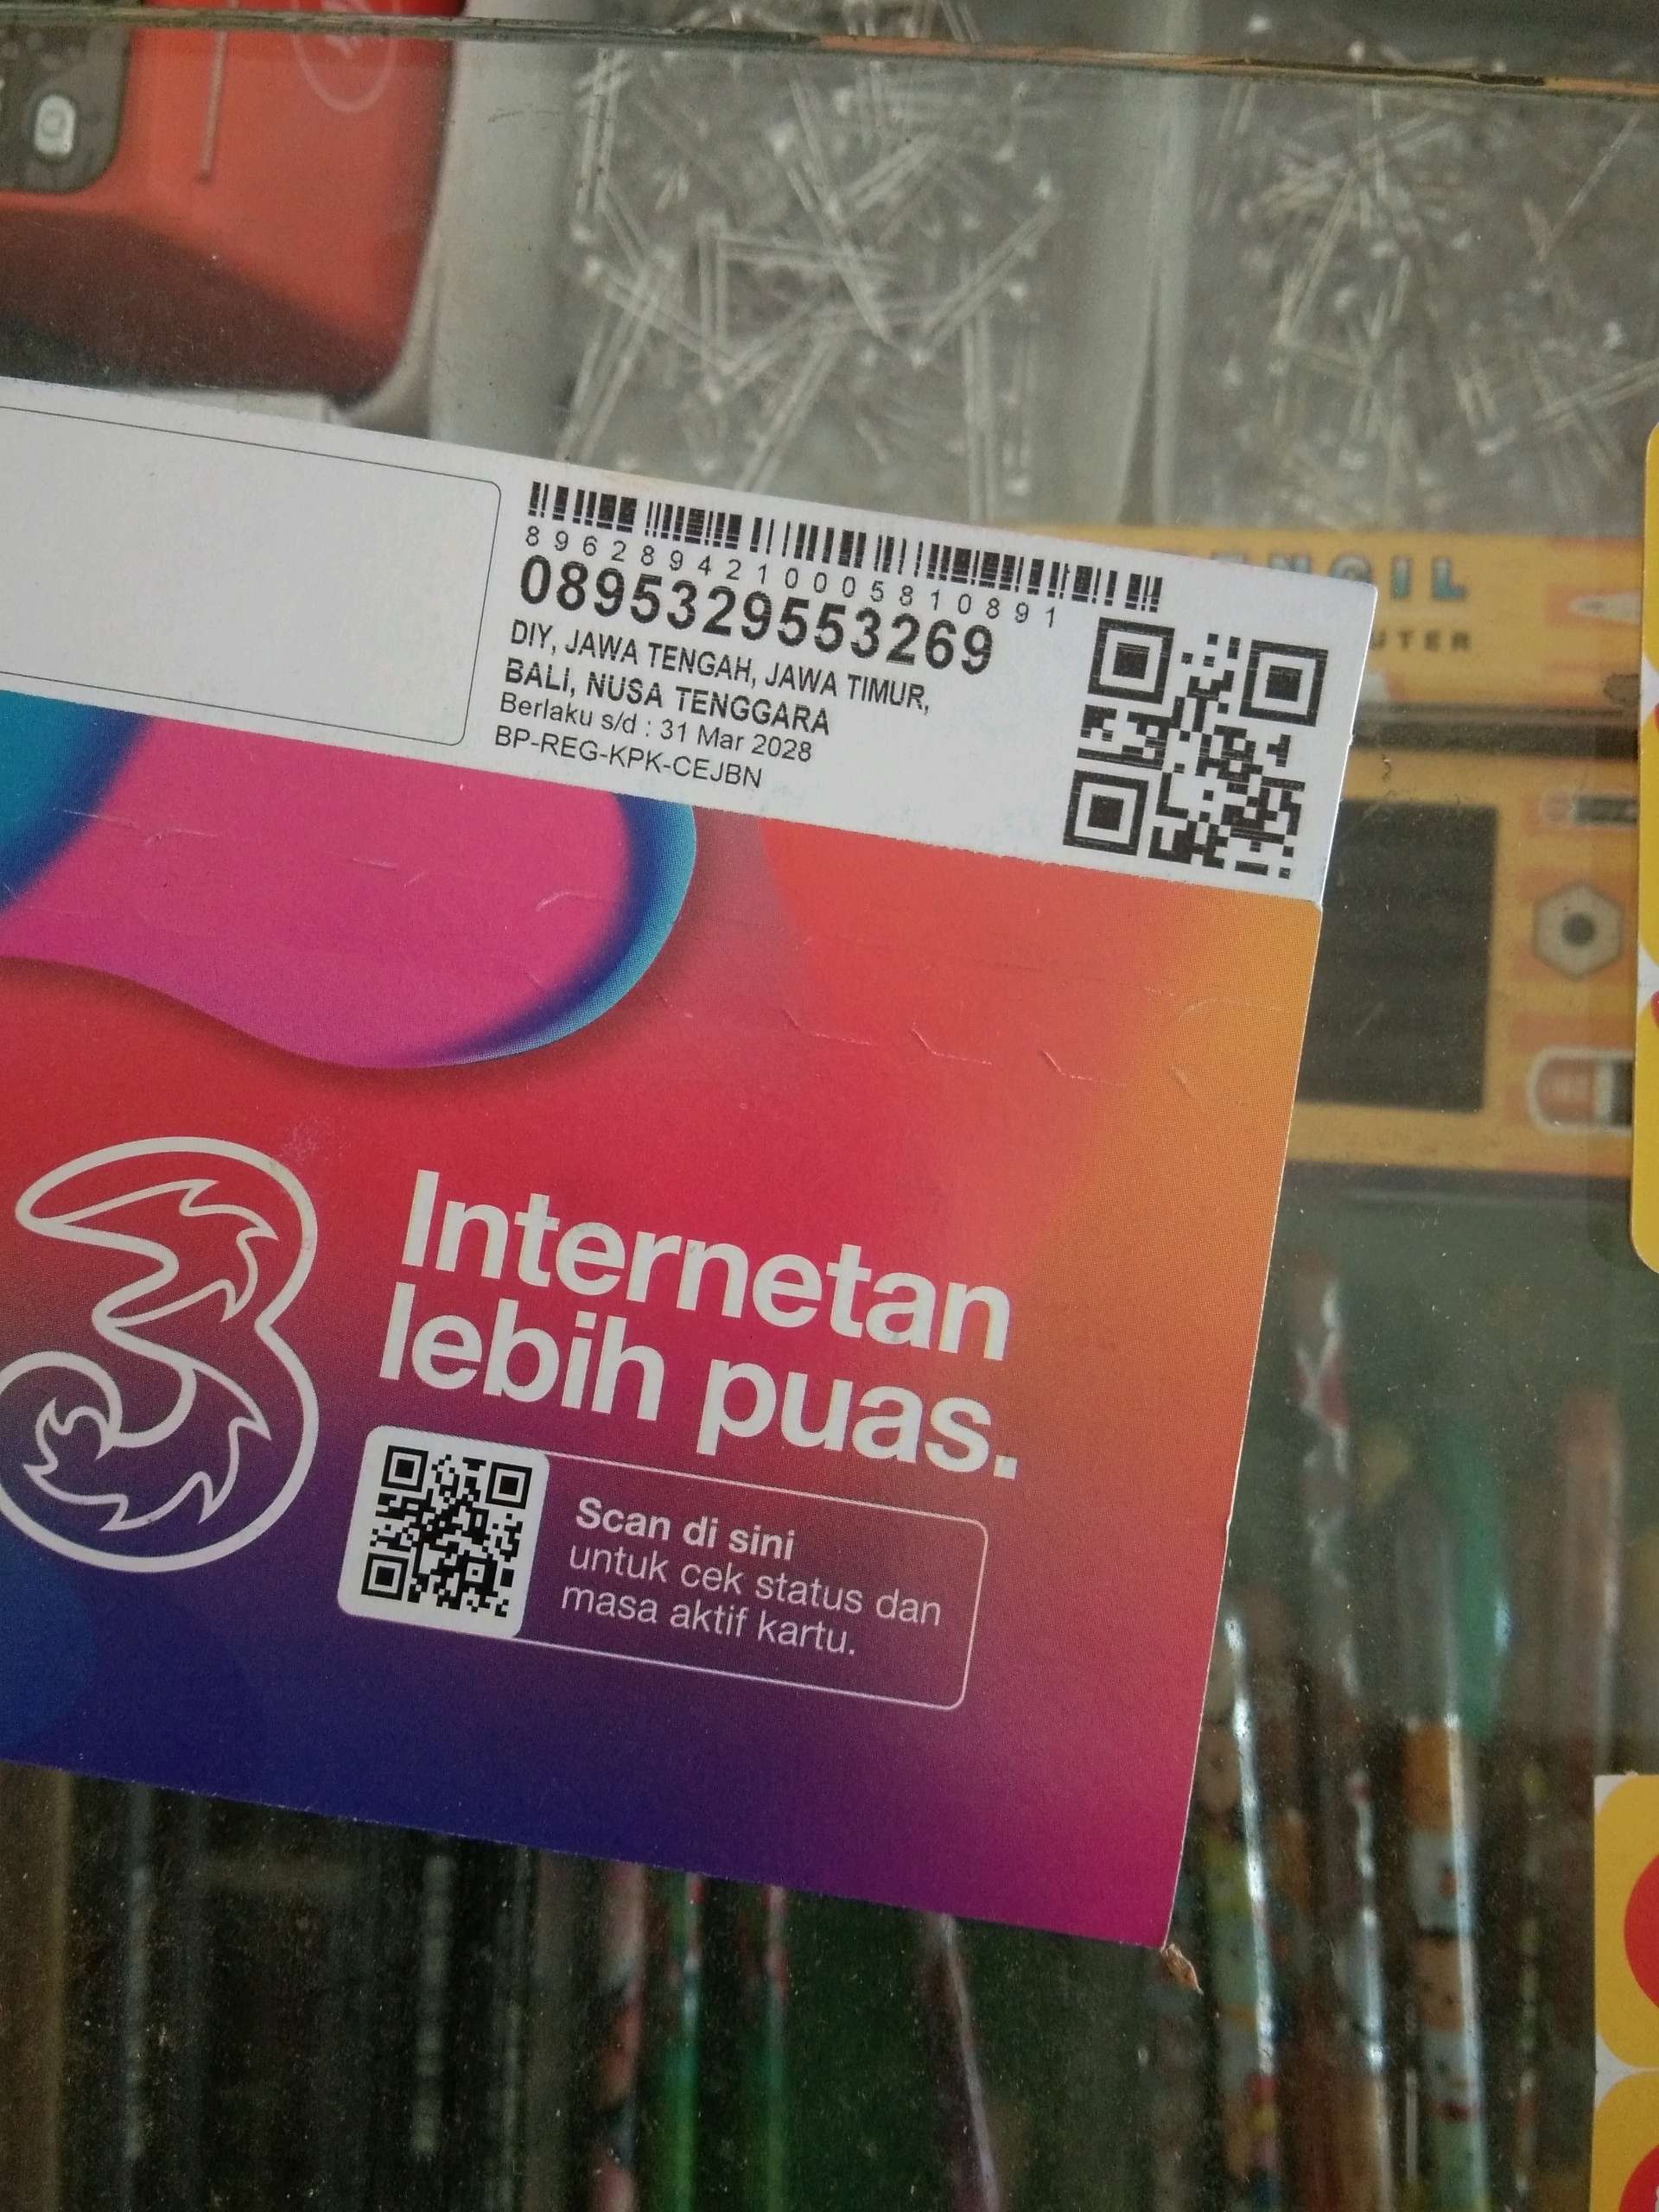 8962894210005810891
0895329553269
DIY, JAWA TENGAH, JAWA TIMUR,
BALI, NUSA TENGGARA
Berlaku s/d : 31 Mar 2028
BP-REG-KPK-CEJBN
3
Internetan
lebih puas.
Scan di sini
untuk cek status dan
masa aktif kartu.